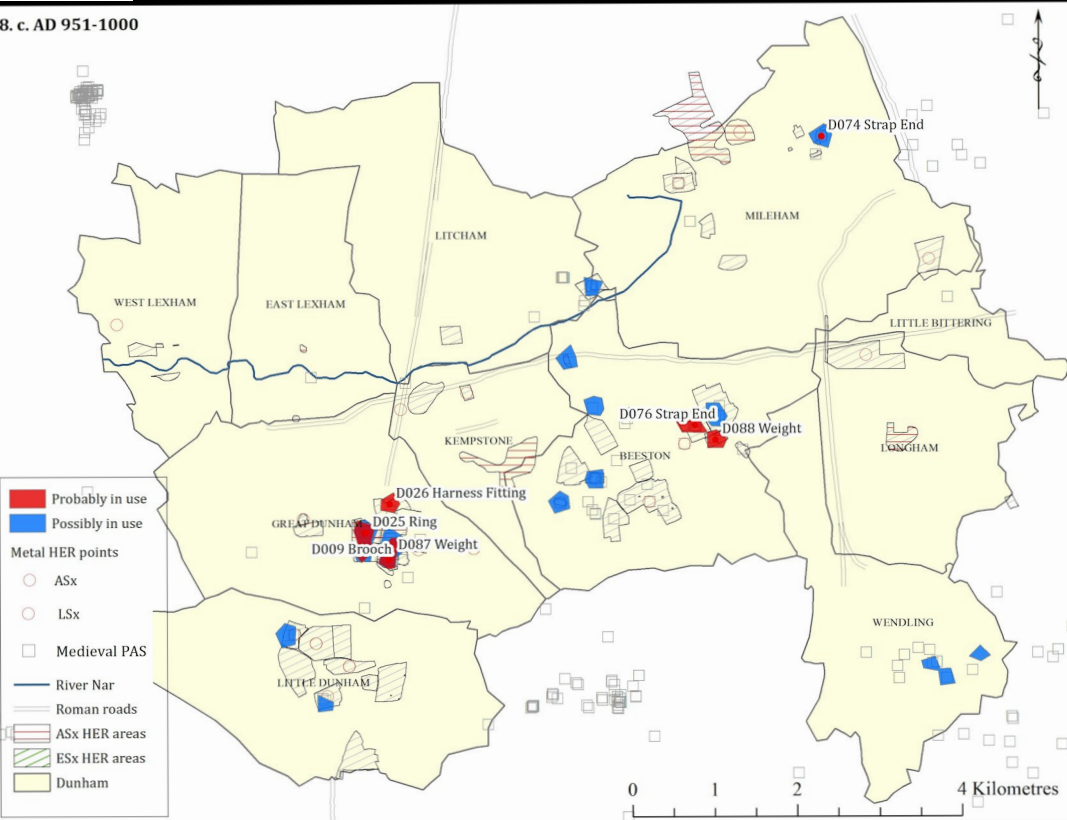 8. c. AD 951-1000
D074 Strap End
MILEHAM
LITCHAM
WEST LEXHAM
EAST LEXHAM
LITTLE BITTERING
D076 Strap End
D088 Weight
KEMPSTONE
BEESTON
LONGHAM
D026 Harness Fitting
GREAT DUNHAM
D025 Ring
D009 Brooch
D087 Weight
WENDLING
LITTLE DUNHAM
Probably in use
Possibly in use
Metal HER points
ASx
LSx
Medieval PAS
River Nar
Roman roads
ASx HER areas
ESx HER areas
Dunham
0 1 2 4 Kilometres